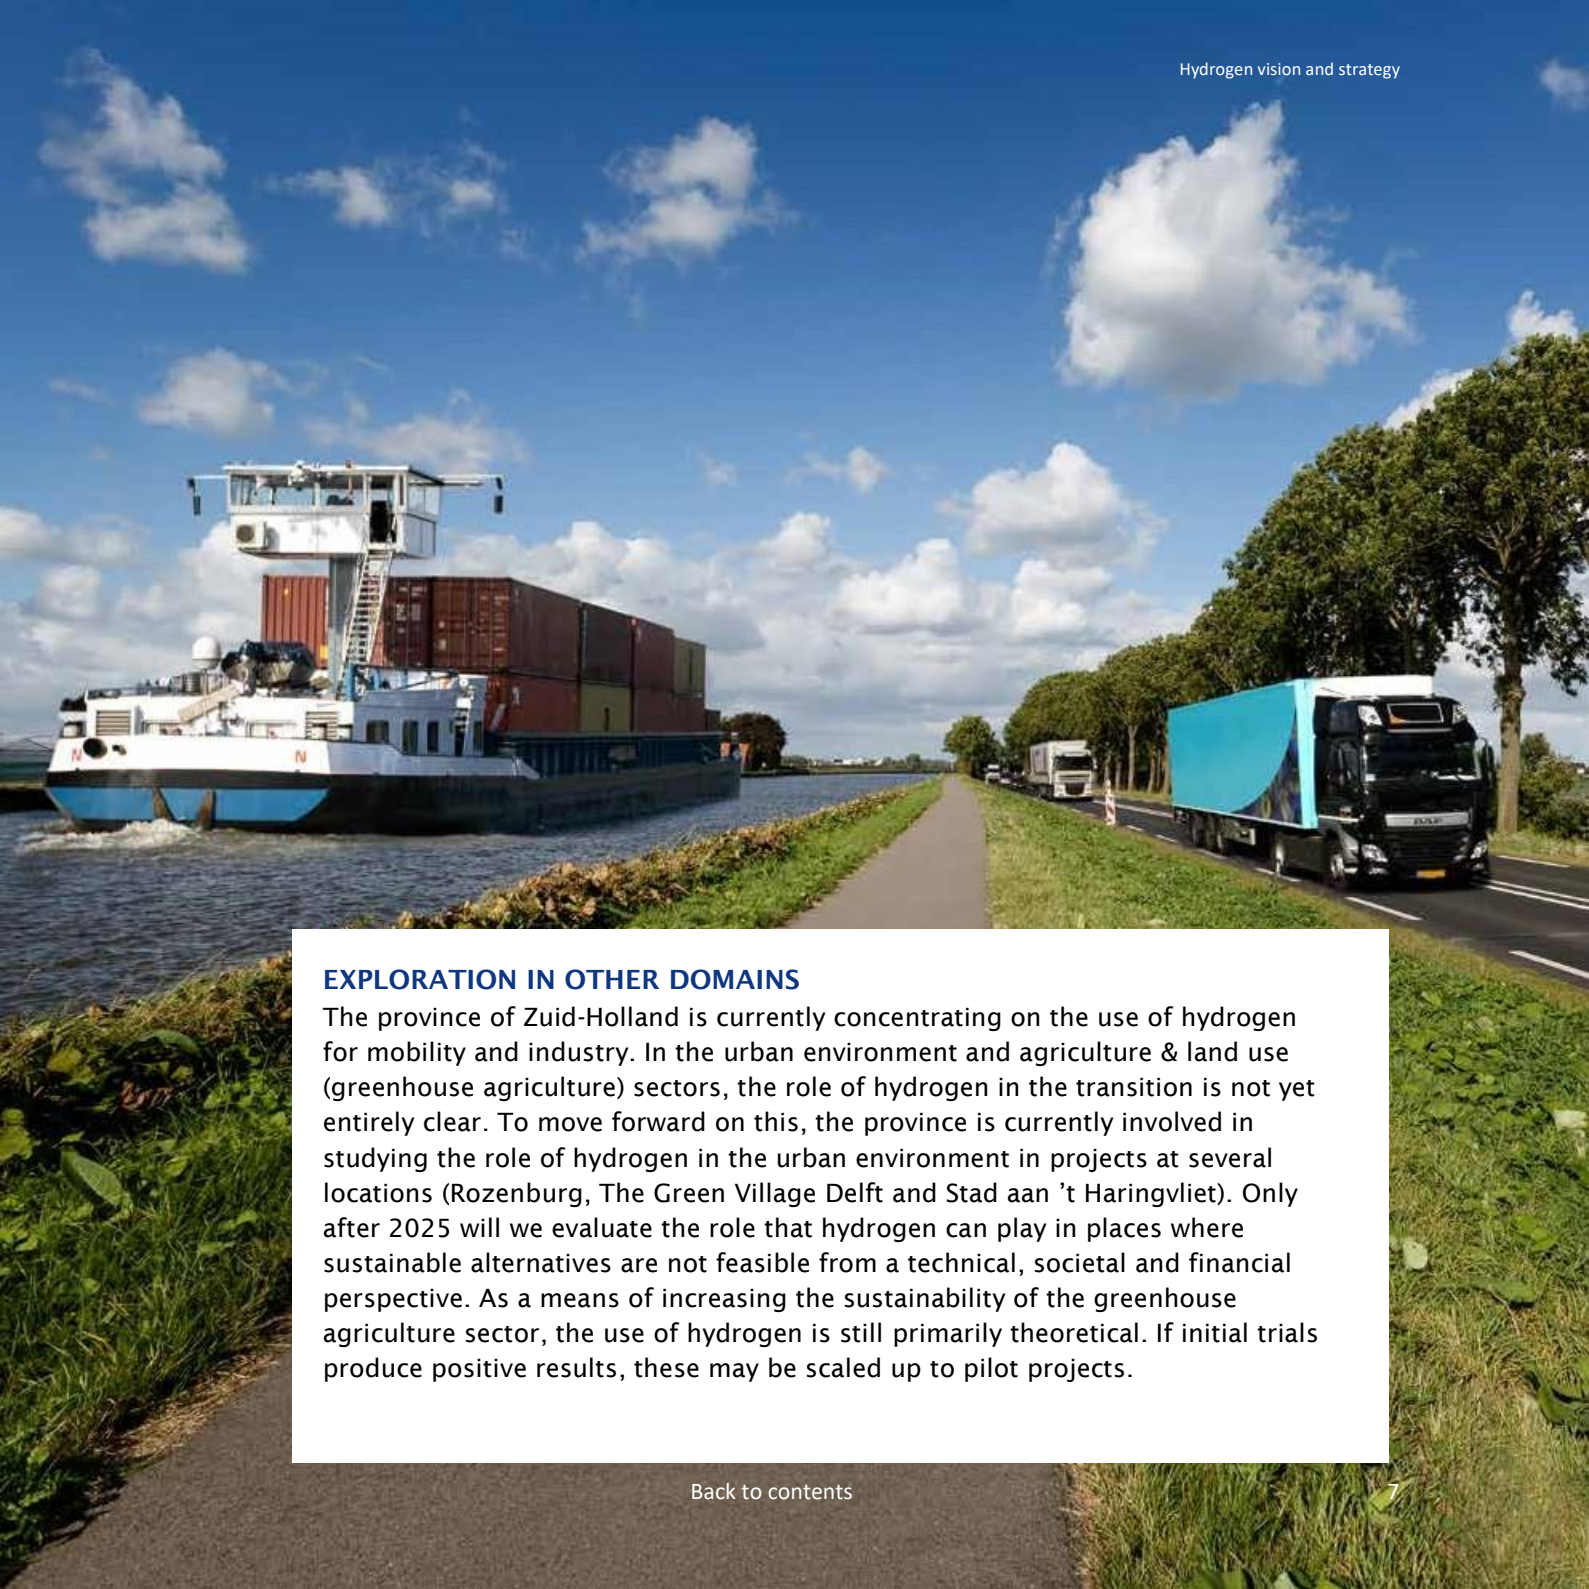 Hydrogen vision and strategy
N
N
DAF
EXPLORATION IN OTHER DOMAINS
The province of Zuid-Holland is currently concentrating on the use of hydrogen
for mobility and industry. In the urban environment and agriculture & land use
(greenhouse agriculture) sectors, the role of hydrogen in the transition is not yet
entirely clear. To move forward on this, the province is currently involved in
studying the role of hydrogen in the urban environment in projects at several
locations (Rozenburg, The Green Village Delft and Stad aan ’t Haringvliet). Only
after 2025 will we evaluate the role that hydrogen can play in places where
sustainable alternatives are not feasible from a technical, societal and financial
perspective. As a means of increasing the sustainability of the greenhouse
agriculture sector, the use of hydrogen is still primarily theoretical. If initial trials
produce positive results, these may be scaled up to pilot projects.
Back to contents
7